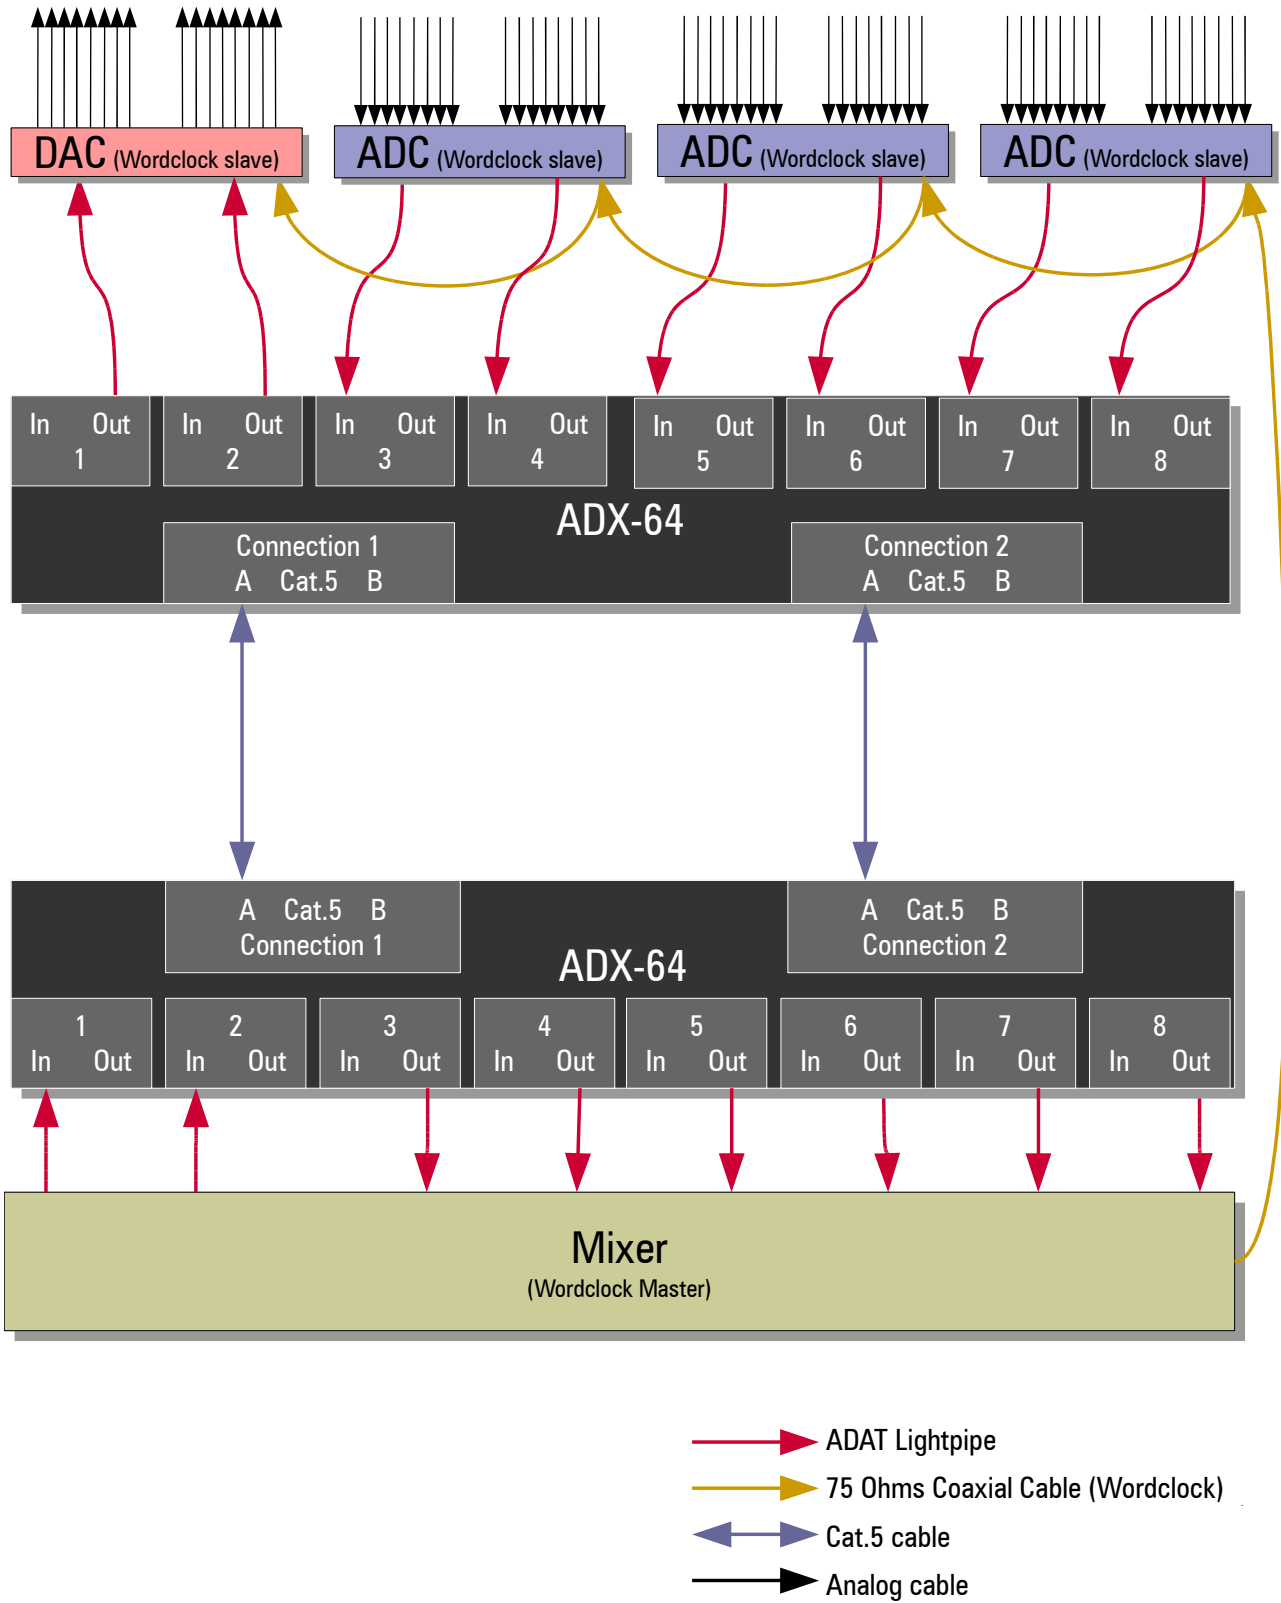 DAC (Wordclock slave)
ADC (Wordclock slave)
ADC (Wordclock slave)
ADC (Wordclock slave)
In Out
1
In Out
2
In Out
3
In Out
4
In Out
5
In Out
6
In Out
7
In Out
8
ADX-64
Connection 1
A Cat.5 B
Connection 2
A Cat.5 B
A Cat.5 B
Connection 1
A Cat.5 B
Connection 2
ADX-64
1
In Out
2
In Out
3
In Out
4
In Out
5
In Out
6
In Out
7
In Out
8
In Out
Mixer
(Wordclock Master)
ADAT Lightpipe
75 Ohms Coaxial Cable (Wordclock)
Cat.5 cable
Analog cable